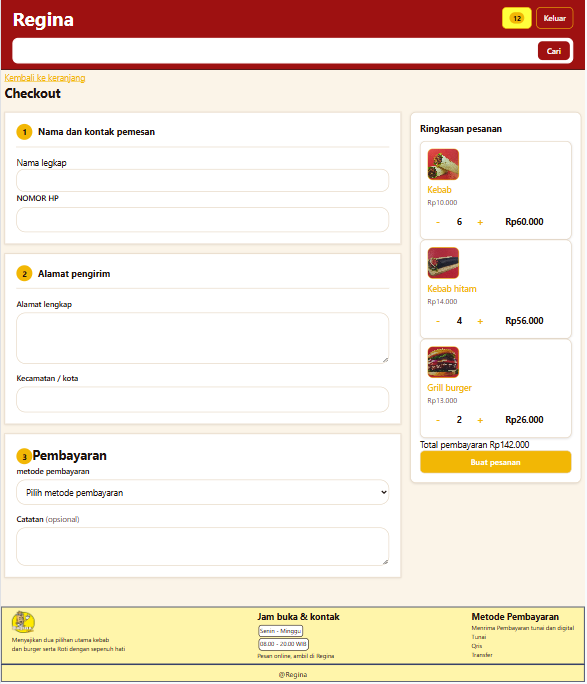 Regina
12
Keluar
Cari
Kembali ke keranjang
Checkout
1 Nama dan kontak pemesan
Nama legkap
NOMOR HP
2 Alamat pengirim
Alamat lengkap
Kecamatan / kota
3 Pembayaran
metode pembayaran
Pilih metode pembayaran
Catatan (opsional)
Ringkasan pesanan
Kebab
Rp10.000
- 6 + Rp60.000
Kebab hitam
Rp14.000
- 4 + Rp56.000
Grill burger
Rp13.000
- 2 + Rp26.000
Total pembayaran Rp142.000
Buat pesanan
Menyajikan dua pilihan utama kebab
dan burger serta Roti dengan sepenuh hati
Jam buka & kontak
Senin - Minggu
08.00 - 20.00 WIB
Pesan online, ambil di Regina
Metode Pembayaran
Menrima Pembayaran tunai dan digital
Tunai
Qris
Transfer
@Regina